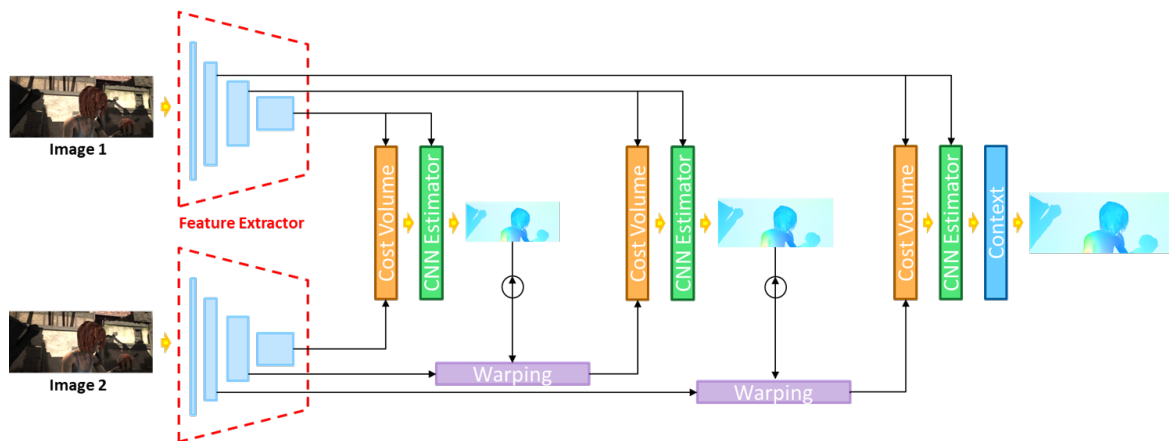 Image 1
Feature Extractor
Cost Volume
CNN Estimator
Cost Volume
CNN Estimator
Cost Volume
CNN Estimator
Context
Warping
Warping
Image 2